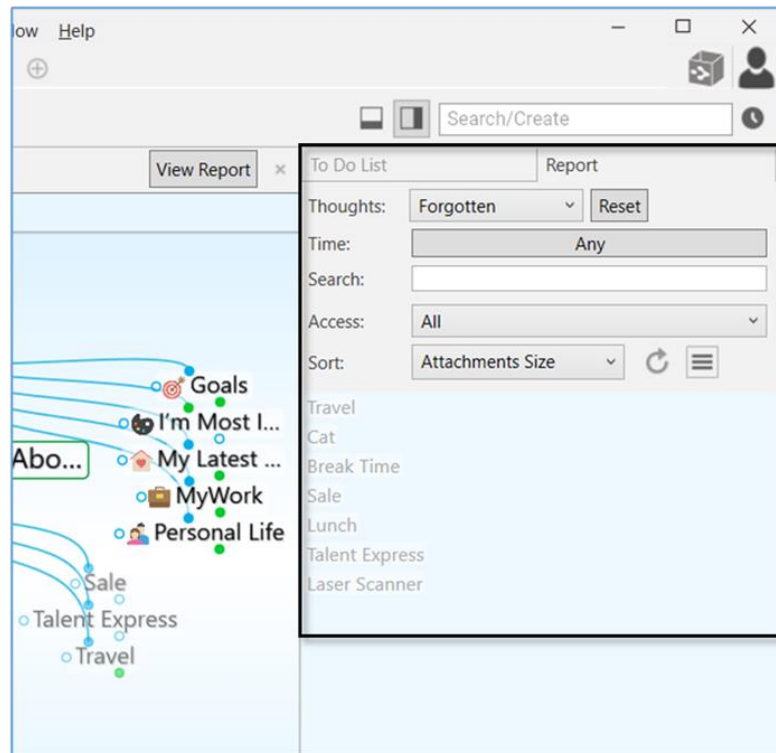 ow Help
Search/Create
View Report ×
To Do List Report
Thoughts: Forgotten Reset
Time: Any
Search:
Access: All
Sort: Attachments Size
Travel
Cat
Break Time
Sale
Lunch
Talent Express
Laser Scanner
Goals
I'm Most I...
Abo...
My Latest ...
MyWork
Personal Life
Sale
Talent Express
Travel